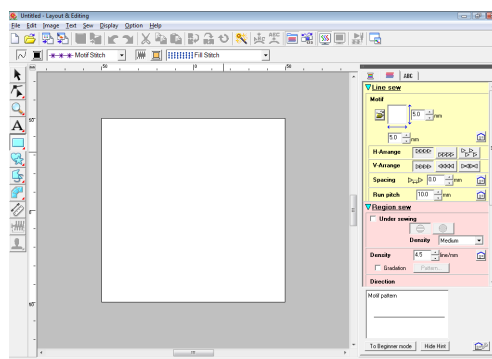 Untitled - Layout & Editing
File Edit Image Text Sew Display Option Help
Motif Stitch Fill Stitch
ABC
Line sew
Motif
5.0 mm
5.0 mm
H-Arrange
V-Arrange
Spacing 0.0 mm
Run pitch 10.0 mm
Region sew
Under sewing
Density Medium
Density 4.5 line/mm
Gradation Pattern...
Direction
Motif pattern
To Beginner mode Hide Hint